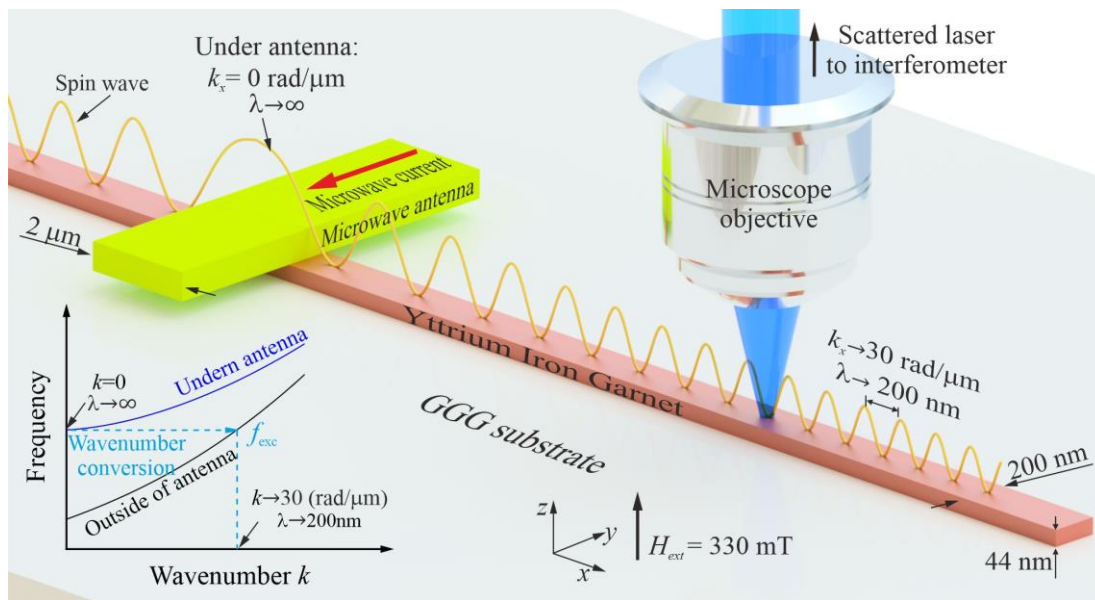 Under antenna:
kₓ= 0 rad/μm
λ→∞
Spin wave
Scattered laser
to interferometer
Microwave current
Microwave antenna
Microscope
objective
2 μm
Yttrium Iron Garnet
GGG substrate
kₓ→30 rad/μm
λ→ 200 nm
200 nm
44 nm
z
y
x
H_ext = 330 mT
Frequency
k=0
λ→∞
Undern antenna
Wavenumber
conversion
f_exc
Outside of antenna
k→30 (rad/μm)
λ→200nm
Wavenumber k